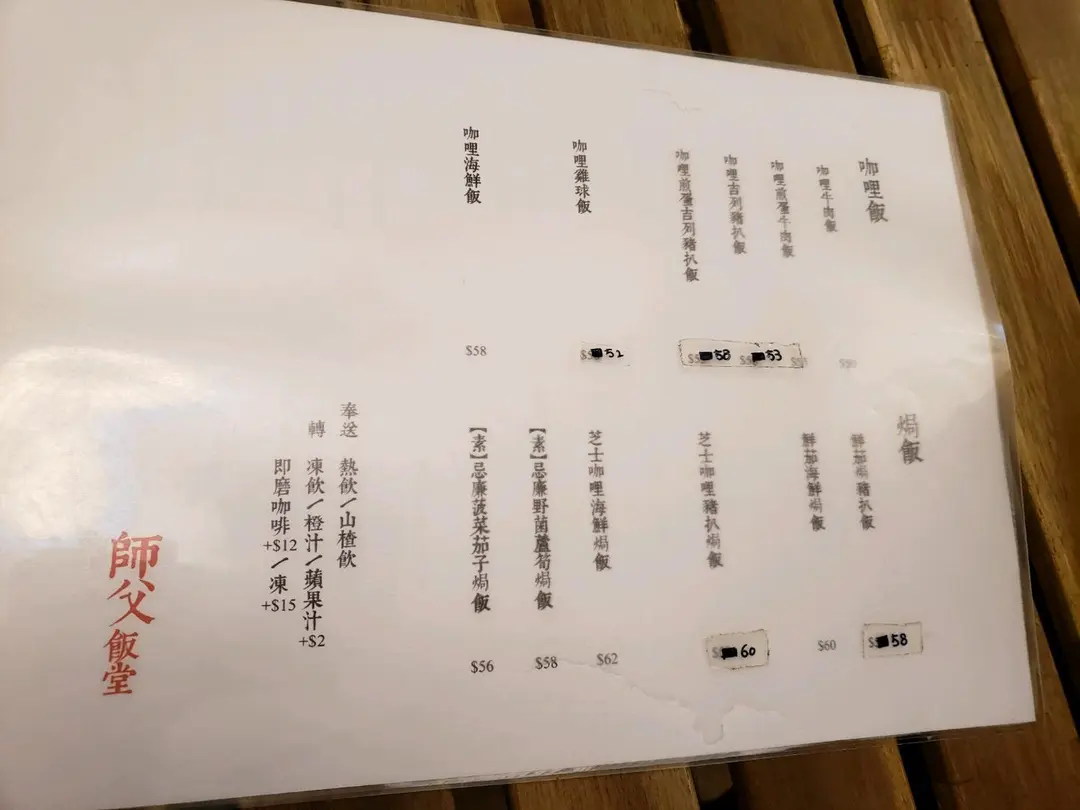 咖哩飯
咖哩牛肉飯
咖哩煎蛋牛肉飯
咖哩吉列豬扒飯 53
咖哩煎蛋吉列豬扒飯 58
咖哩雞球飯 52
咖哩海鮮飯 $58
焗飯
鮮茄焗豬扒飯 58
鮮茄海鮮焗飯 $60
芝士咖哩豬扒焗飯 60
芝士咖哩海鮮焗飯 $62
【素】忌廉野菌蘆筍焗飯 $58
【素】忌廉菠菜茄子焗飯 $56
奉送 熱飲/山楂飲
轉 凍飲/橙汁/蘋果汁 +$2
即磨咖啡 +$12/凍 +$15
師父飯堂